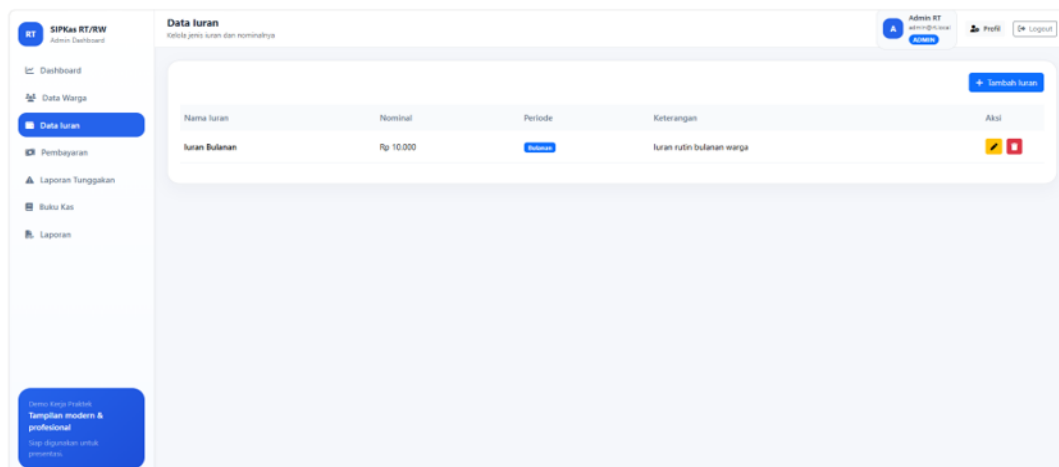 RT
SIPKas RT/RW
Admin Dashboard
Dashboard
Data Warga
Data Iuran
Pembayaran
Laporan Tunggakan
Buku Kas
Laporan
Demo Kerja Praktek
Tampilan modern &
profesional
Siap digunakan untuk
presentasi.
Data Iuran
Kelola jenis iuran dan nominalnya
A
Admin RT
admin@rt.local
ADMIN
Profil
Logout
+ Tambah Iuran
Nama Iuran Nominal Periode Keterangan Aksi
Iuran Bulanan Rp 10.000 Bulanan Iuran rutin bulanan warga